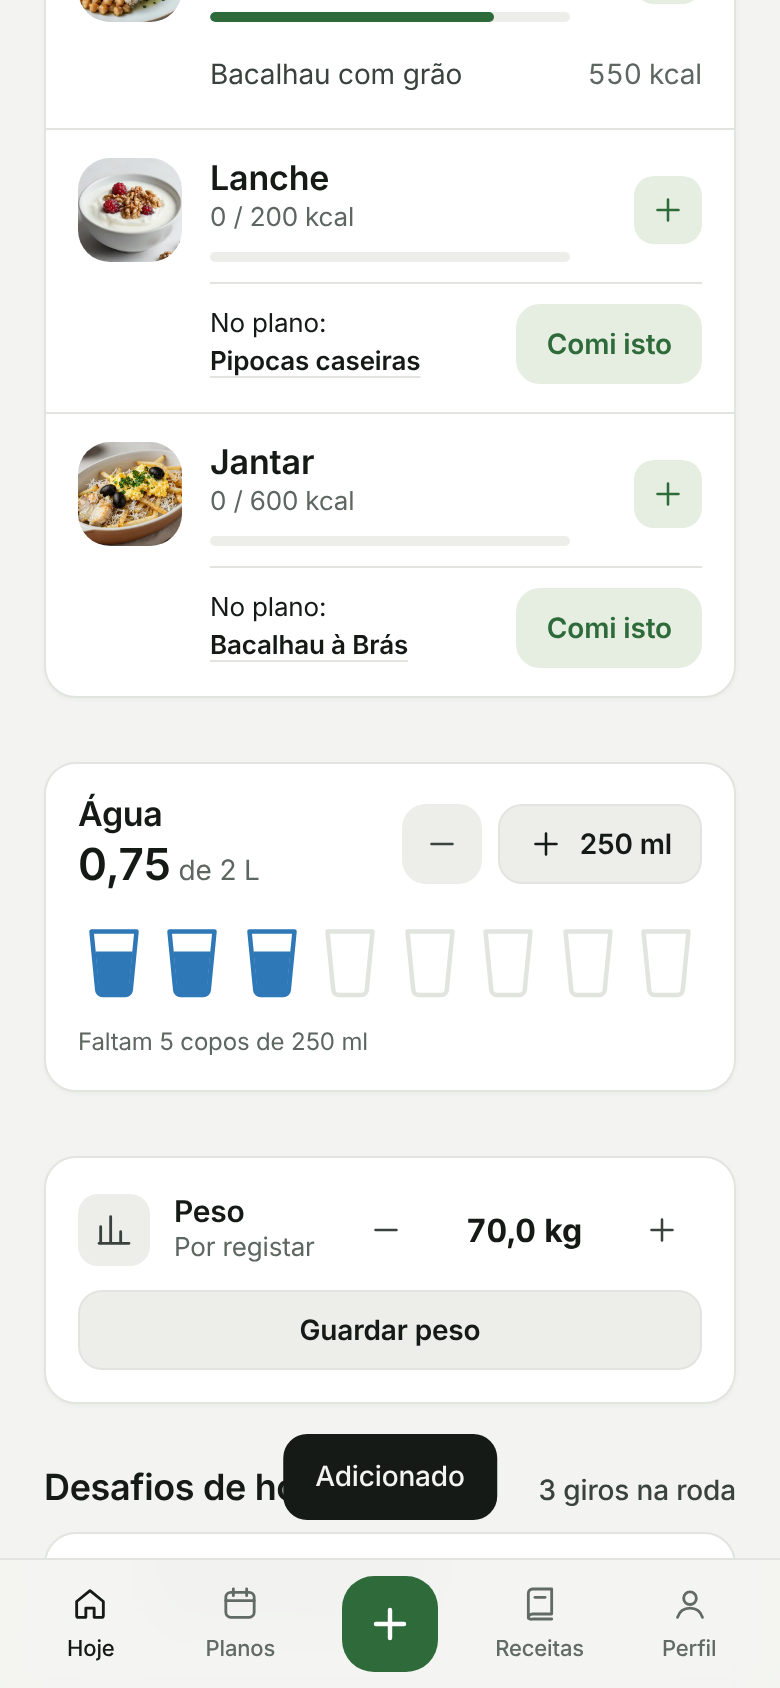 Bacalhau com grão 550 kcal
Lanche
0 / 200 kcal
No plano:
Pipocas caseiras
Comi isto
Jantar
0 / 600 kcal
No plano:
Bacalhau à Brás
Comi isto
Água
0,75 de 2 L
250 ml
Faltam 5 copos de 250 ml
Peso
Por registar
70,0 kg
Guardar peso
Desafios de
Adicionado
3 giros na roda
Hoje
Planos
Receitas
Perfil